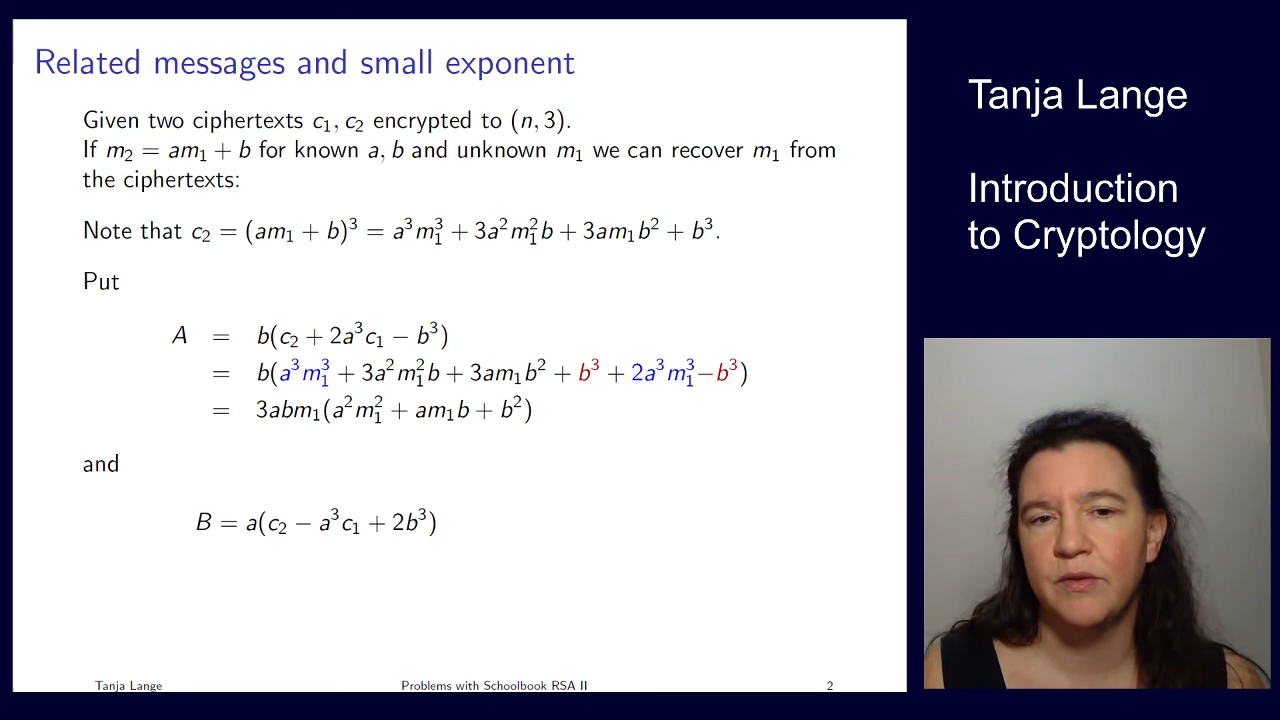 Related messages and small exponent
Given two ciphertexts c₁, c₂ encrypted to (n, 3).
If m₂ = am₁ + b for known a, b and unknown m₁ we can recover m₁ from
the ciphertexts:
Note that c₂ = (am₁ + b)³ = a³m₁³ + 3a²m₁²b + 3am₁b² + b³.
Put
A = b(c₂ + 2a³c₁ − b³)
= b(a³m₁³ + 3a²m₁²b + 3am₁b² + b³ + 2a³m₁³−b³)
= 3abm₁(a²m₁² + am₁b + b²)
and
B = a(c₂ − a³c₁ + 2b³)
Tanja Lange Problems with Schoolbook RSA II 2
Tanja Lange
Introduction
to Cryptology